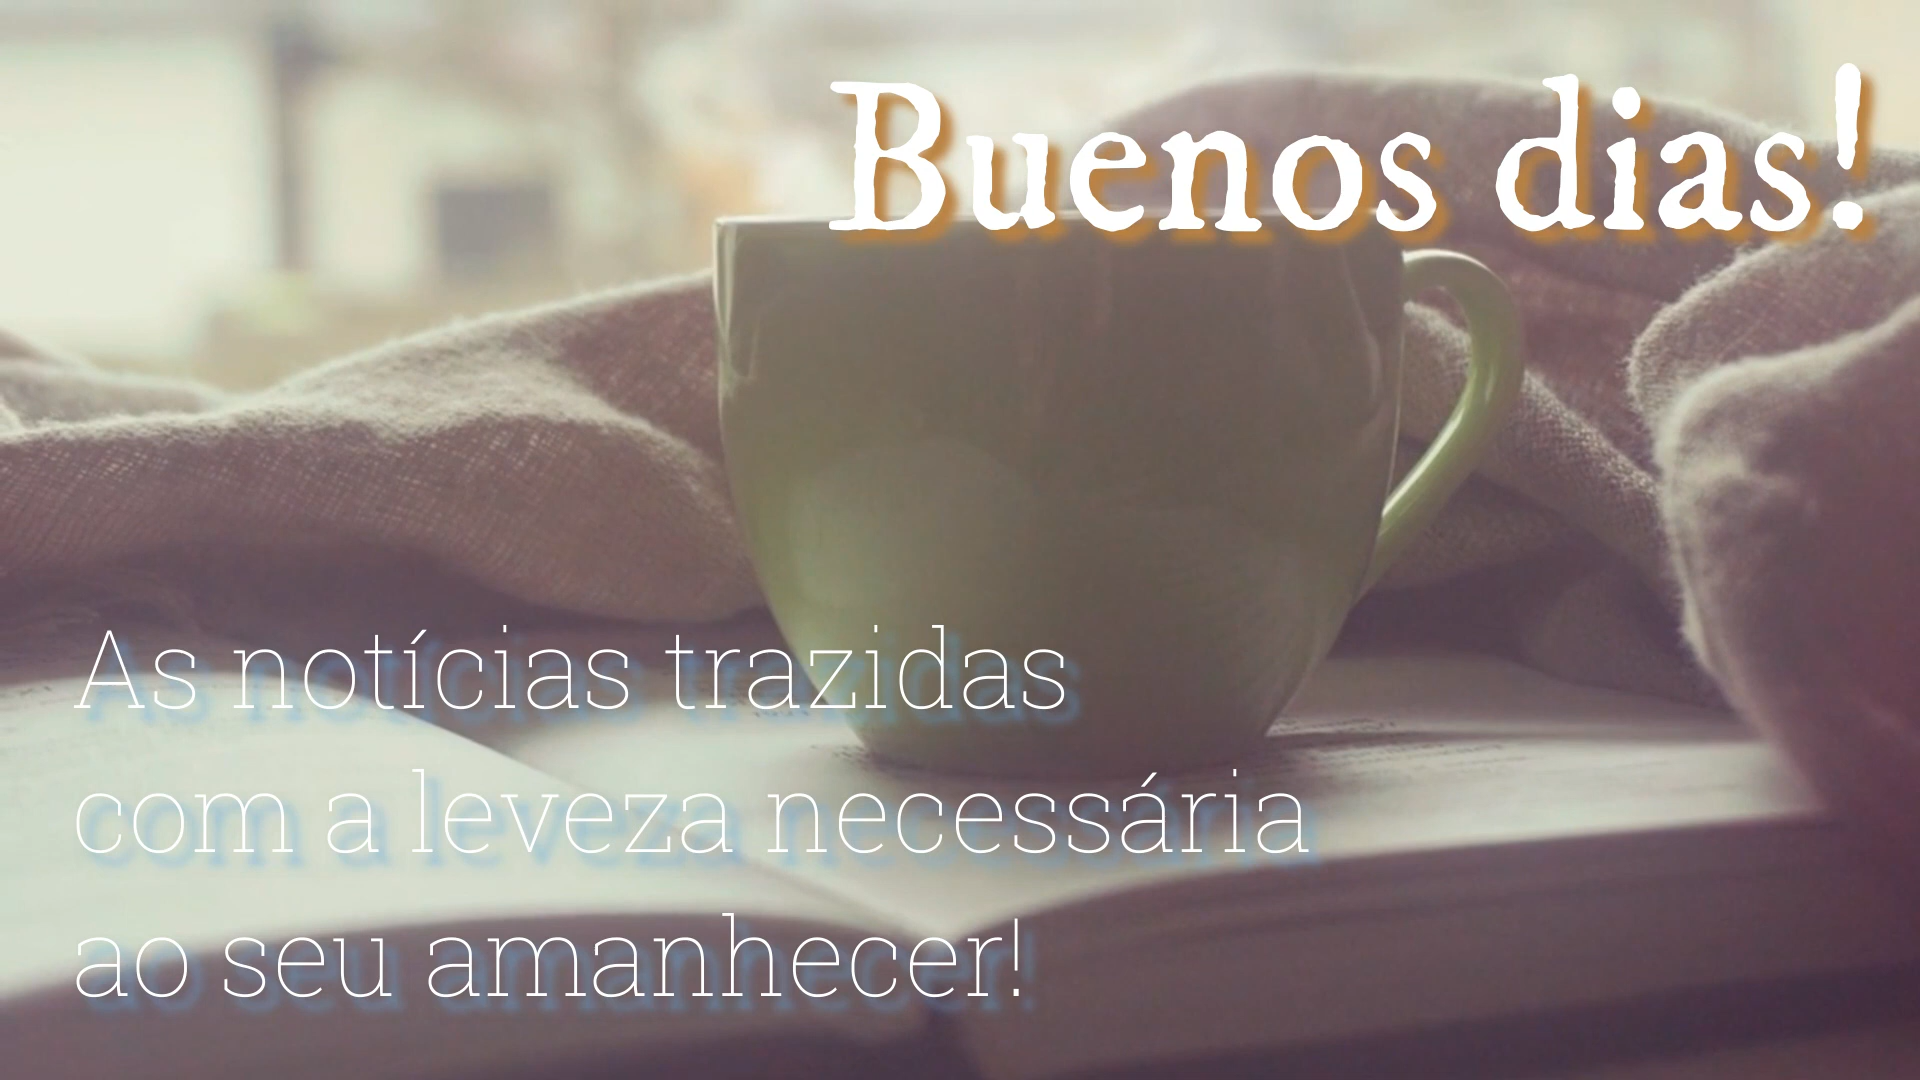 Buenos dias!
As notícias trazidas
com a leveza necessária
ao seu amanhecer!